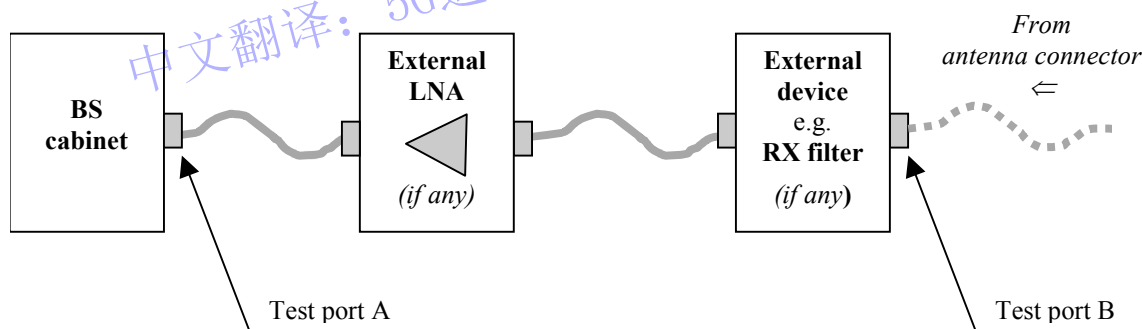 中文翻译：5G
BS
cabinet
External
LNA
(if any)
External
device
e.g.
RX filter
(if any)
From
antenna connector
⇐
Test port A
Test port B